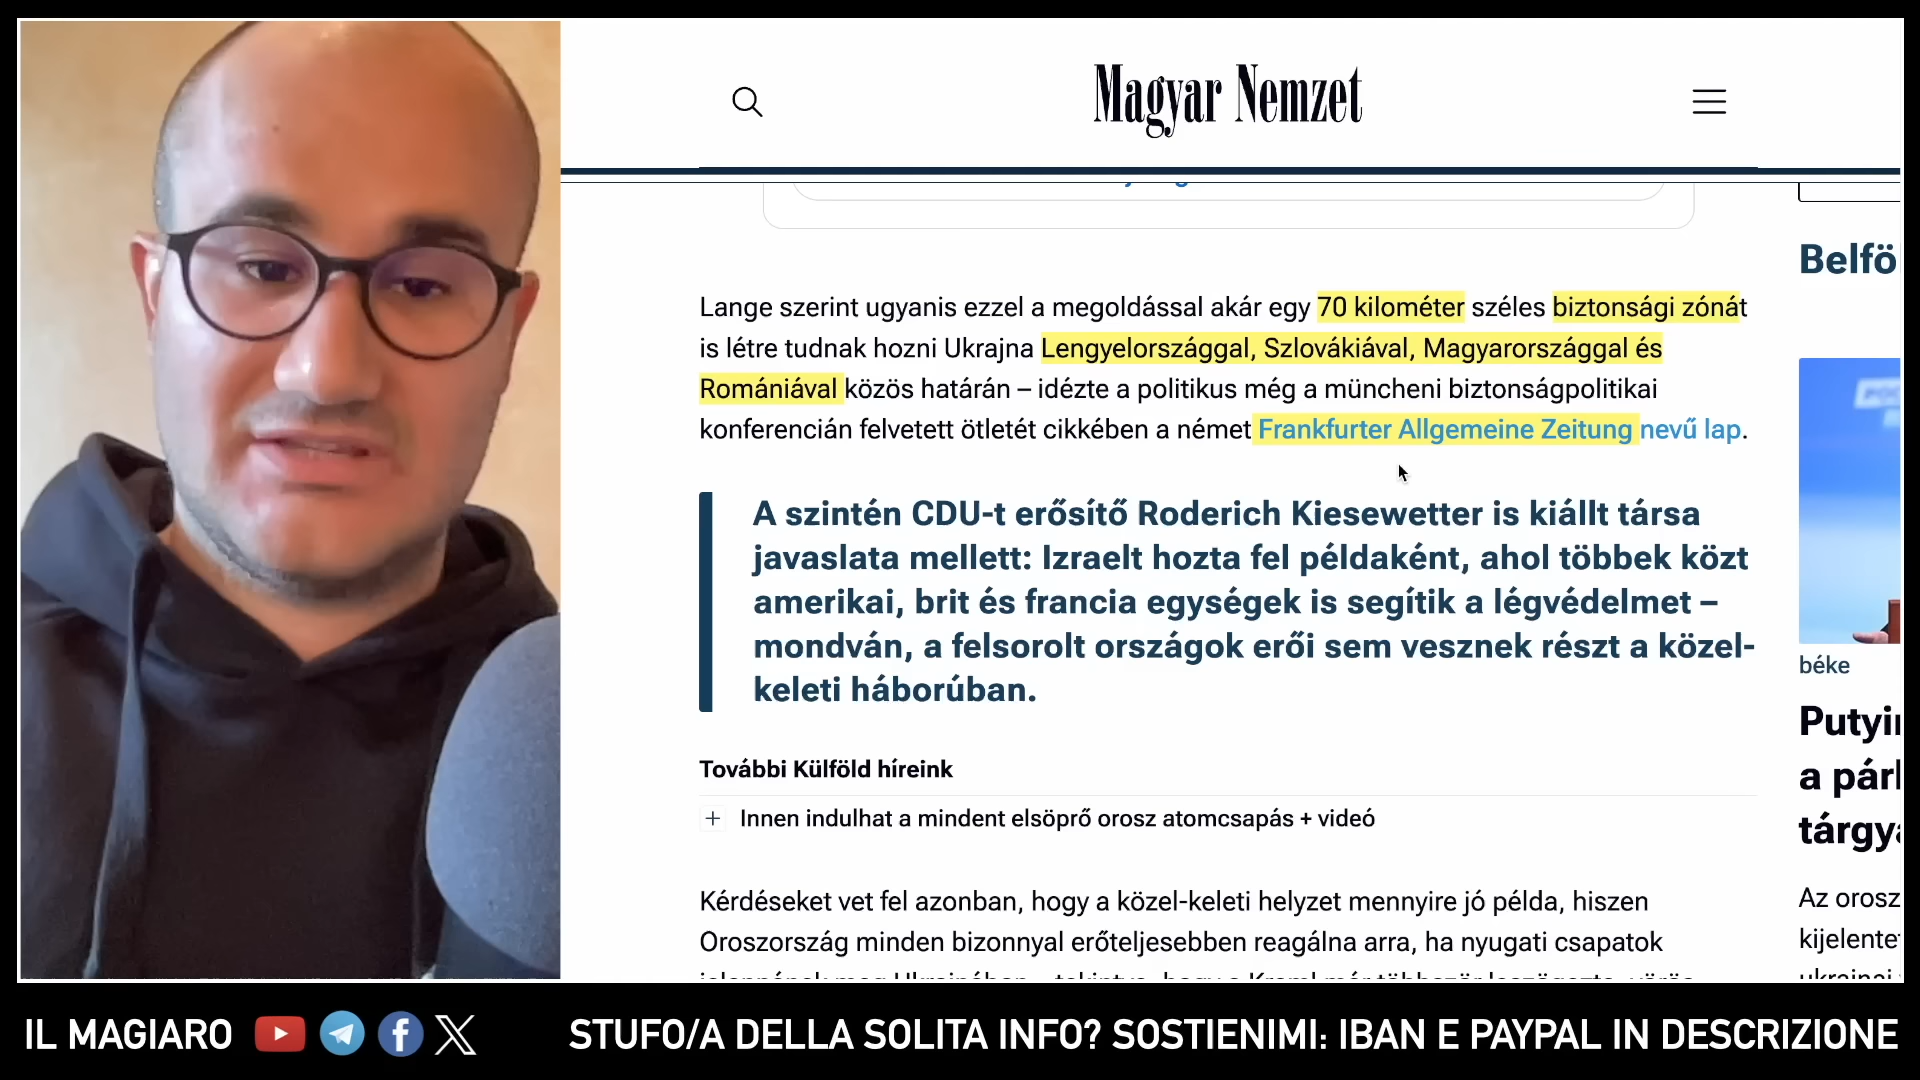 Magyar Nemzet
Lange szerint ugyanis ezzel a megoldással akár egy 70 kilométer széles biztonsági zónát
is létre tudnak hozni Ukrajna Lengyelországgal, Szlovákiával, Magyarországgal és
Romániával közös határán – idézte a politikus még a müncheni biztonságpolitikai
konferencián felvetett ötletét cikkében a német Frankfurter Allgemeine Zeitung nevű lap.
A szintén CDU-t erősítő Roderich Kiesewetter is kiállt társa
javaslata mellett: Izraelt hozta fel példaként, ahol többek közt
amerikai, brit és francia egységek is segítik a légvédelmet –
mondván, a felsorolt országok erői sem vesznek részt a közel-
keleti háborúban.
További Külföld híreink
Innen indulhat a mindent elsöprő orosz atomcsapás + videó
Kérdéseket vet fel azonban, hogy a közel-keleti helyzet mennyire jó példa, hiszen
Oroszország minden bizonnyal erőteljesebben reagálna arra, ha nyugati csapatok
Belfö
béke
Putyi
a párl
tárgya
Az orosz
kijelente
IL MAGIARO
STUFO/A DELLA SOLITA INFO? SOSTIENIMI: IBAN E PAYPAL IN DESCRIZIONE